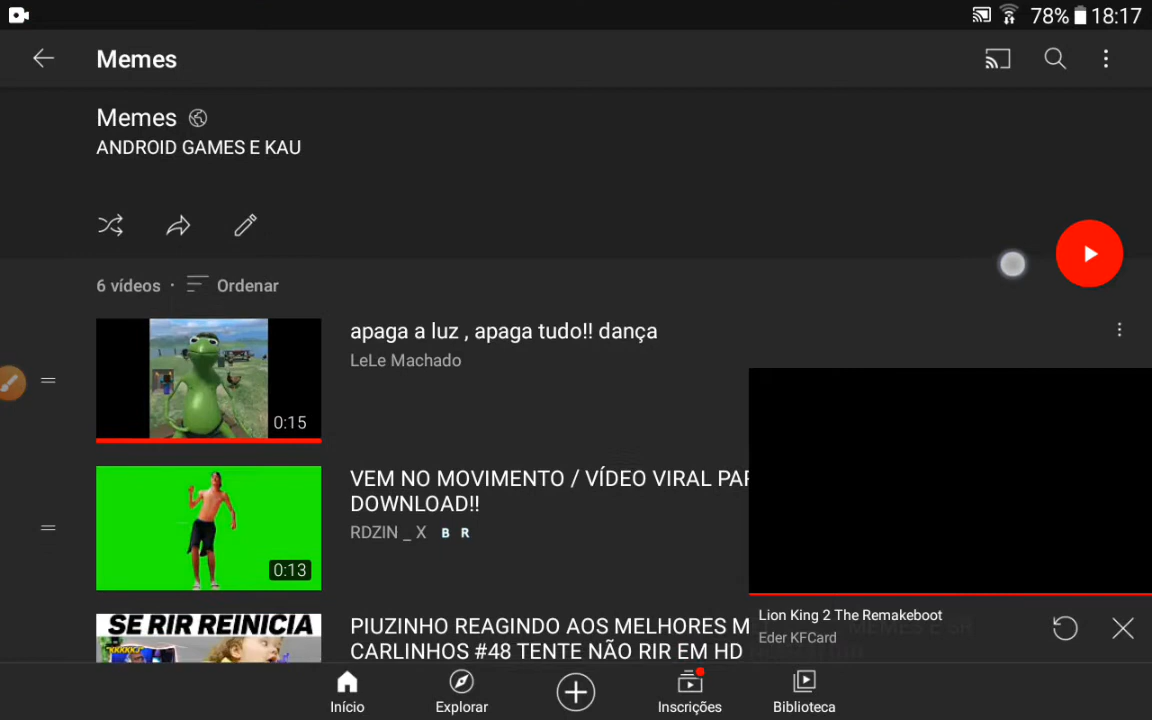 78% 18:17
Memes
Memes
ANDROID GAMES E KAU
6 vídeos · Ordenar
apaga a luz , apaga tudo!! dança
LeLe Machado
0:15
VEM NO MOVIMENTO / VÍDEO VIRAL PAR
DOWNLOAD!!
RDZIN _ X B R
0:13
SE RIR REINICIA
PIUZINHO REAGINDO AOS MELHORES M
CARLINHOS #48 TENTE NÃO RIR EM HD
Lion King 2 The Remakeboot
Eder KFCard
Início
Explorar
Inscrições
Biblioteca